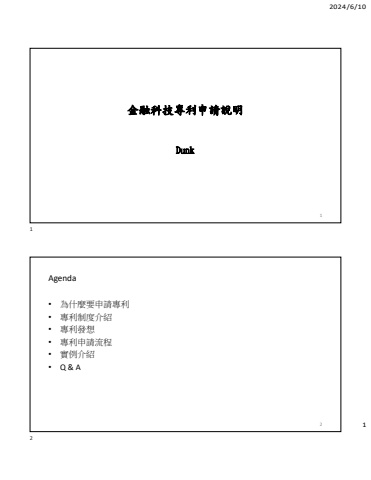 2024/6/10
金融科技專利申請說明
Dunk
1
Agenda
• 為什麼要申請專利
• 專利制度介紹
• 專利發想
• 專利申請流程
• 實例介紹
• Q & A
1
2